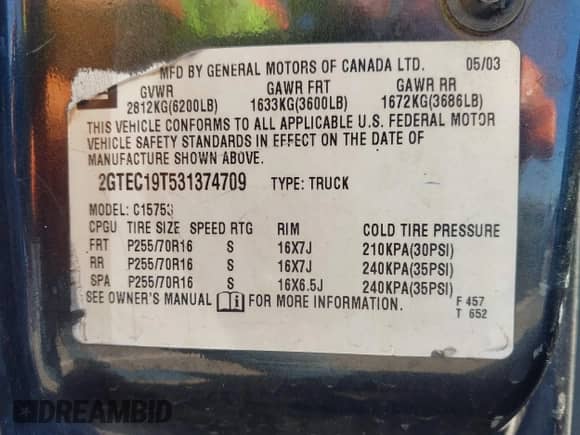 MFD BY GENERAL MOTORS OF CANADA LTD. 05/03
GVWR GAWR FRT GAWR RR
2812KG(6200LB) 1633KG(3600LB) 1672KG(3686LB)
THIS VEHICLE CONFORMS TO ALL APPLICABLE U.S. FEDERAL MOTOR
VEHICLE SAFETY STANDARDS IN EFFECT ON THE DATE OF
MANUFACTURE SHOWN ABOVE.
2GTEC19T531374709 TYPE: TRUCK
MODEL: C15753
CPGU TIRE SIZE SPEED RTG RIM COLD TIRE PRESSURE
FRT P255/70R16 S 16X7J 210KPA(30PSI)
RR P255/70R16 S 16X7J 240KPA(35PSI)
SPA P255/70R16 S 16X6.5J 240KPA(35PSI)
SEE OWNER'S MANUAL FOR MORE INFORMATION.
F 457
T 652
DREAMBID